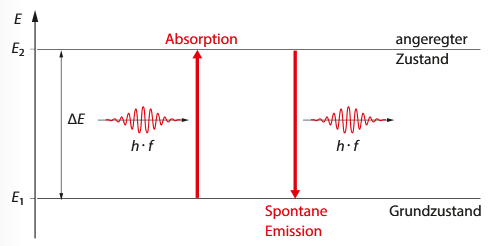 E
Absorption
E₂
angeregter
Zustand
ΔE
h · f
h · f
E₁
Spontane
Emission
Grundzustand